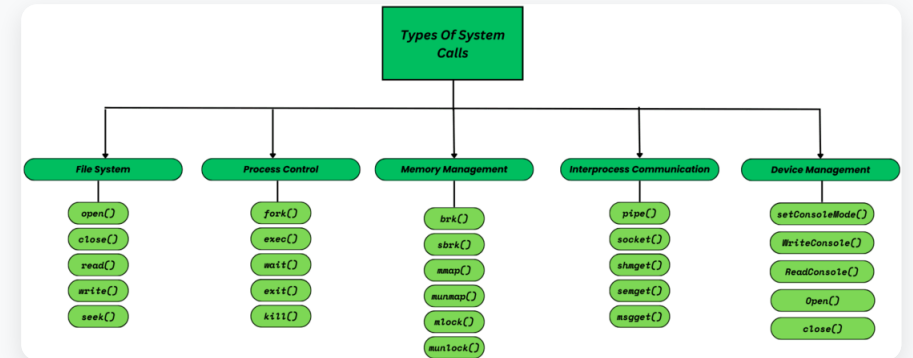 Types Of System
Calls
File System
Process Control
Memory Management
Interprocess Communication
Device Management
open()
close()
read()
write()
seek()
fork()
exec()
wait()
exit()
kill()
brk()
sbrk()
mmap()
munmap()
mlock()
munlock()
pipe()
socket()
shmget()
semget()
msgget()
setConsoleMode()
WriteConsole()
ReadConsole()
Open()
close()